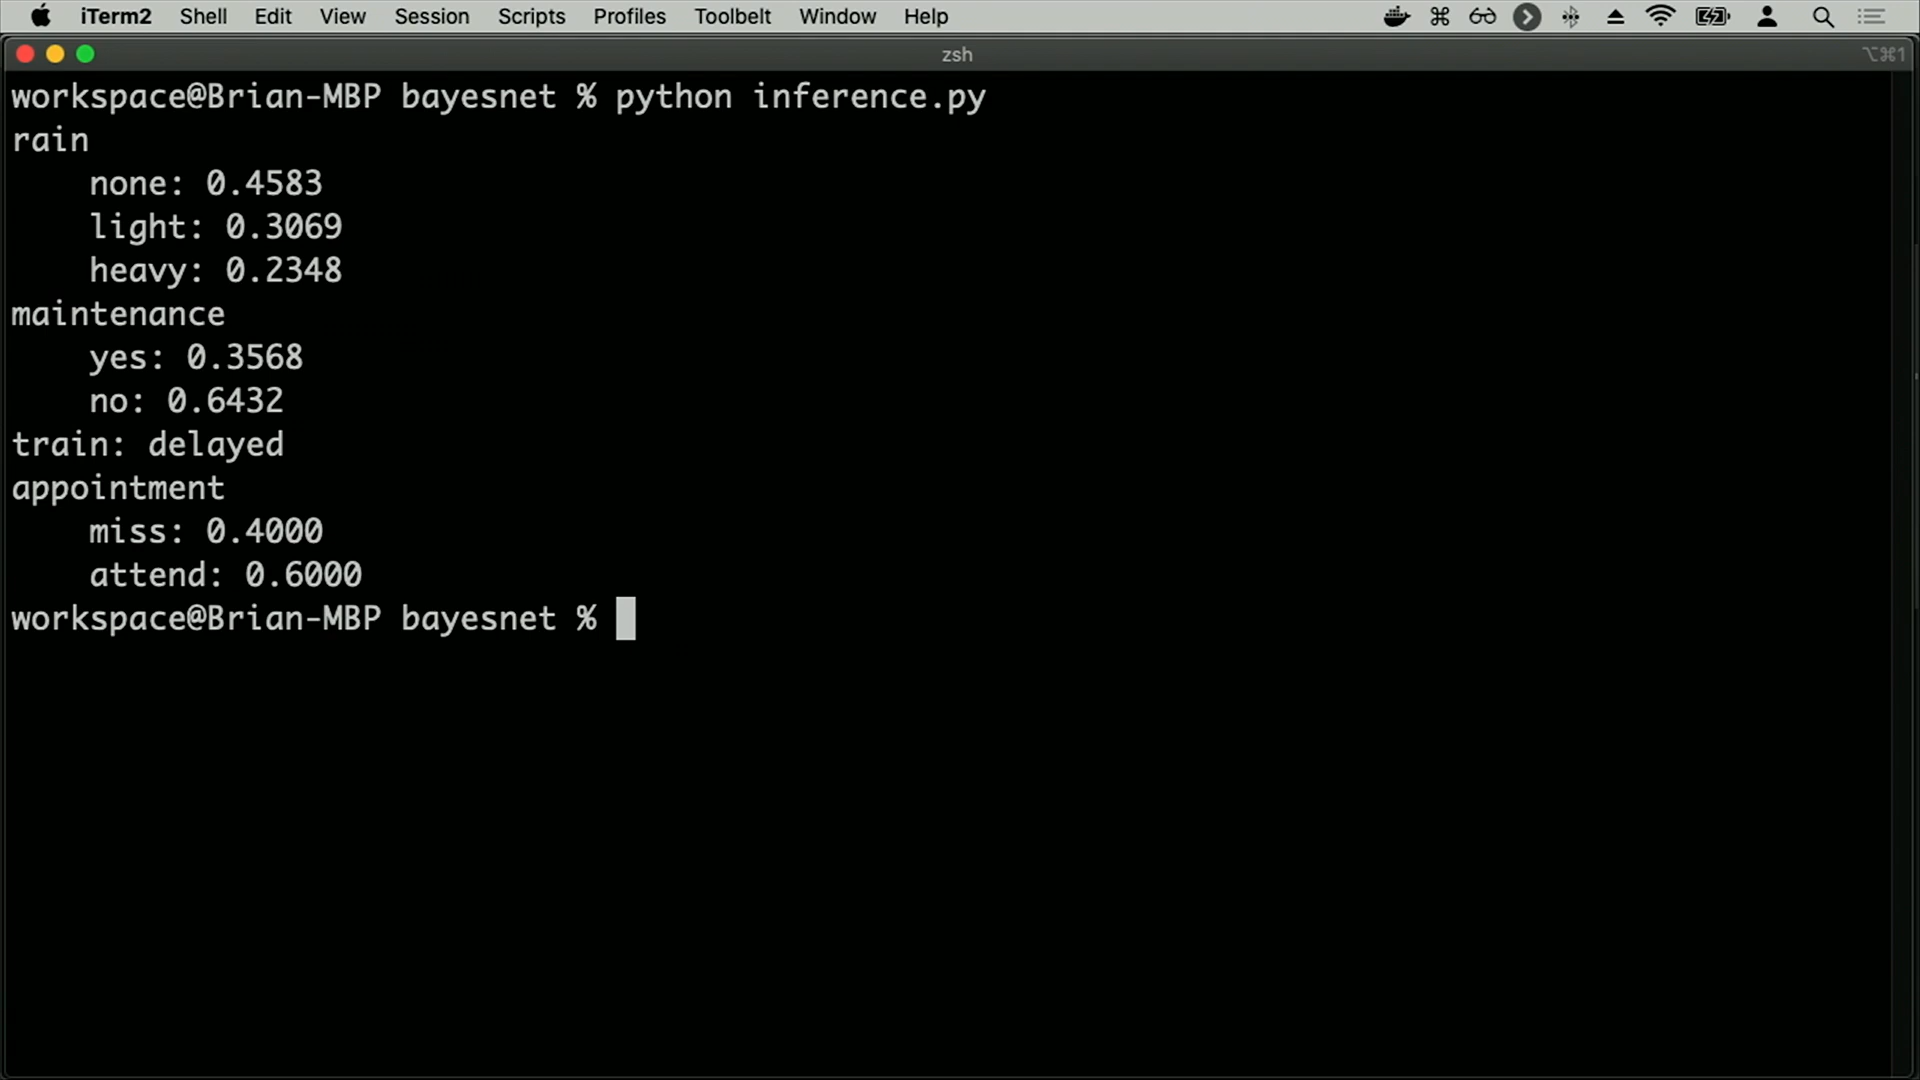 iTerm2 Shell Edit View Session Scripts Profiles Toolbelt Window Help
zsh ⌥⌘1
workspace@Brian-MBP bayesnet % python inference.py
rain
    none: 0.4583
    light: 0.3069
    heavy: 0.2348
maintenance
    yes: 0.3568
    no: 0.6432
train: delayed
appointment
    miss: 0.4000
    attend: 0.6000
workspace@Brian-MBP bayesnet %